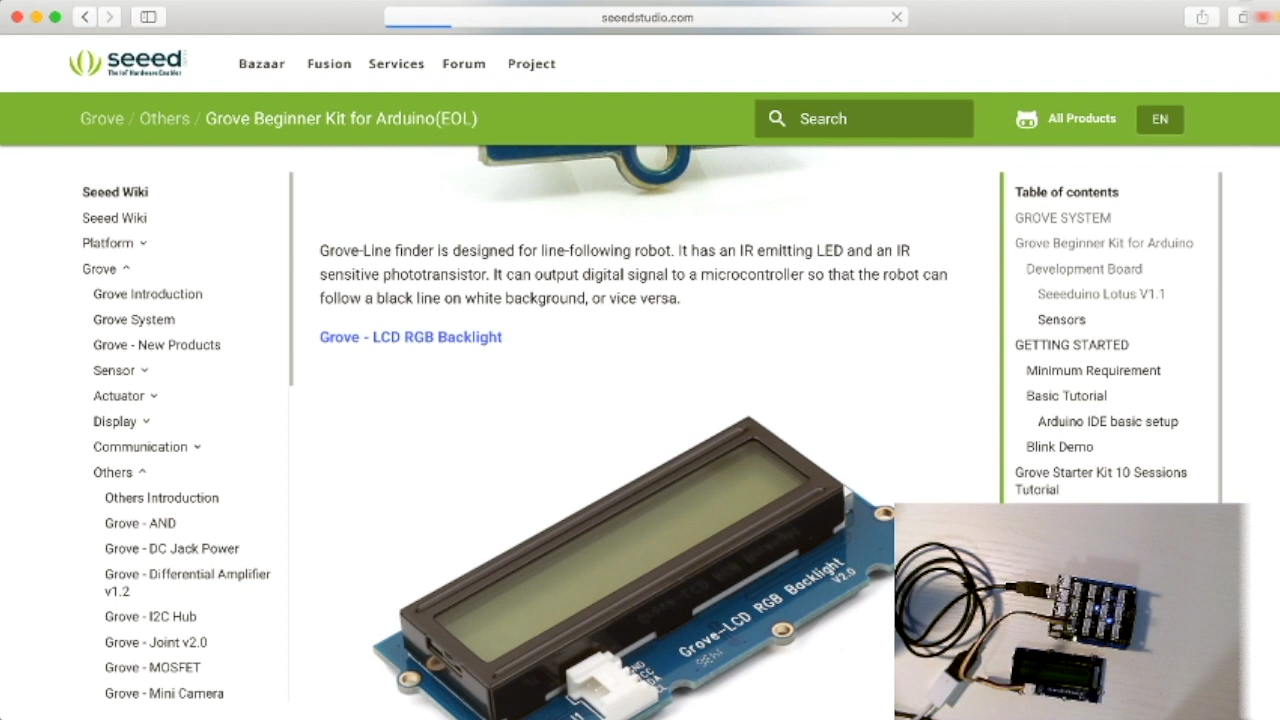 seeedstudio.com
seeed
The IoT Hardware Enabler
Bazaar
Fusion
Services
Forum
Project
Grove / Others / Grove Beginner Kit for Arduino(EOL)
Search
All Products
EN
Seeed Wiki
Seeed Wiki
Platform
Grove
Grove Introduction
Grove System
Grove - New Products
Sensor
Actuator
Display
Communication
Others
Others Introduction
Grove - AND
Grove - DC Jack Power
Grove - Differential Amplifier
v1.2
Grove - I2C Hub
Grove - Joint v2.0
Grove - MOSFET
Grove - Mini Camera
Grove-Line finder is designed for line-following robot. It has an IR emitting LED and an IR
sensitive phototransistor. It can output digital signal to a microcontroller so that the robot can
follow a black line on white background, or vice versa.
Grove - LCD RGB Backlight
Grove-LCD RGB Backlight
V2.0
Table of contents
GROVE SYSTEM
Grove Beginner Kit for Arduino
Development Board
Seeeduino Lotus V1.1
Sensors
GETTING STARTED
Minimum Requirement
Basic Tutorial
Arduino IDE basic setup
Blink Demo
Grove Starter Kit 10 Sessions
Tutorial